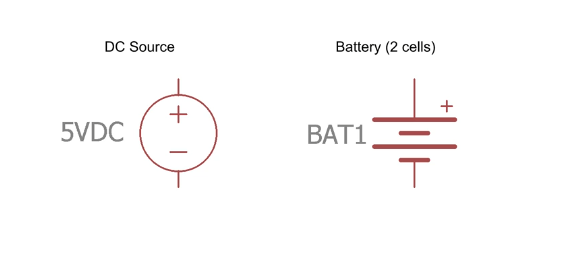 DC Source
Battery (2 cells)
5VDC
+
−
BAT1
+